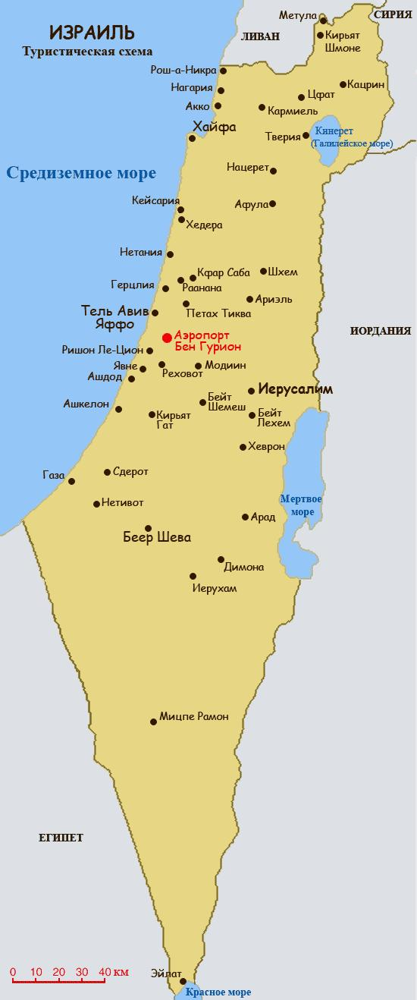 Метула
СИРИЯ
ИЗРАИЛЬ
Туристическая схема
ЛИВАН
Кирьят
Шмоне
Рош-а-Никра
Нагария
Кацрин
Цфат
Акко
Кармиель
Хайфа
Тверия
Кинерет
(Галилейское море)
Средиземное море
Нацерет
Кейсария
Афула
Хедера
Нетания
Кфар Саба
Шхем
Герцлия
Раанана
Ариэль
Тель Авив
Яффо
Петах Тиква
Аэропорт
Бен Гурион
ИОРДАНИЯ
Ришон Ле-Цион
Явне
Реховот
Модиин
Ашдод
Иерусалим
Ашкелон
Бейт
Шемеш
Кирьят
Гат
Бейт
Лехем
Хеврон
Газа
Сдерот
Нетивот
Мертвое
море
Арад
Беер Шева
Димона
Иерухам
Мицпе Рамон
ЕГИПЕТ
Эйлат
0 10 20 30 40 км
Красное море